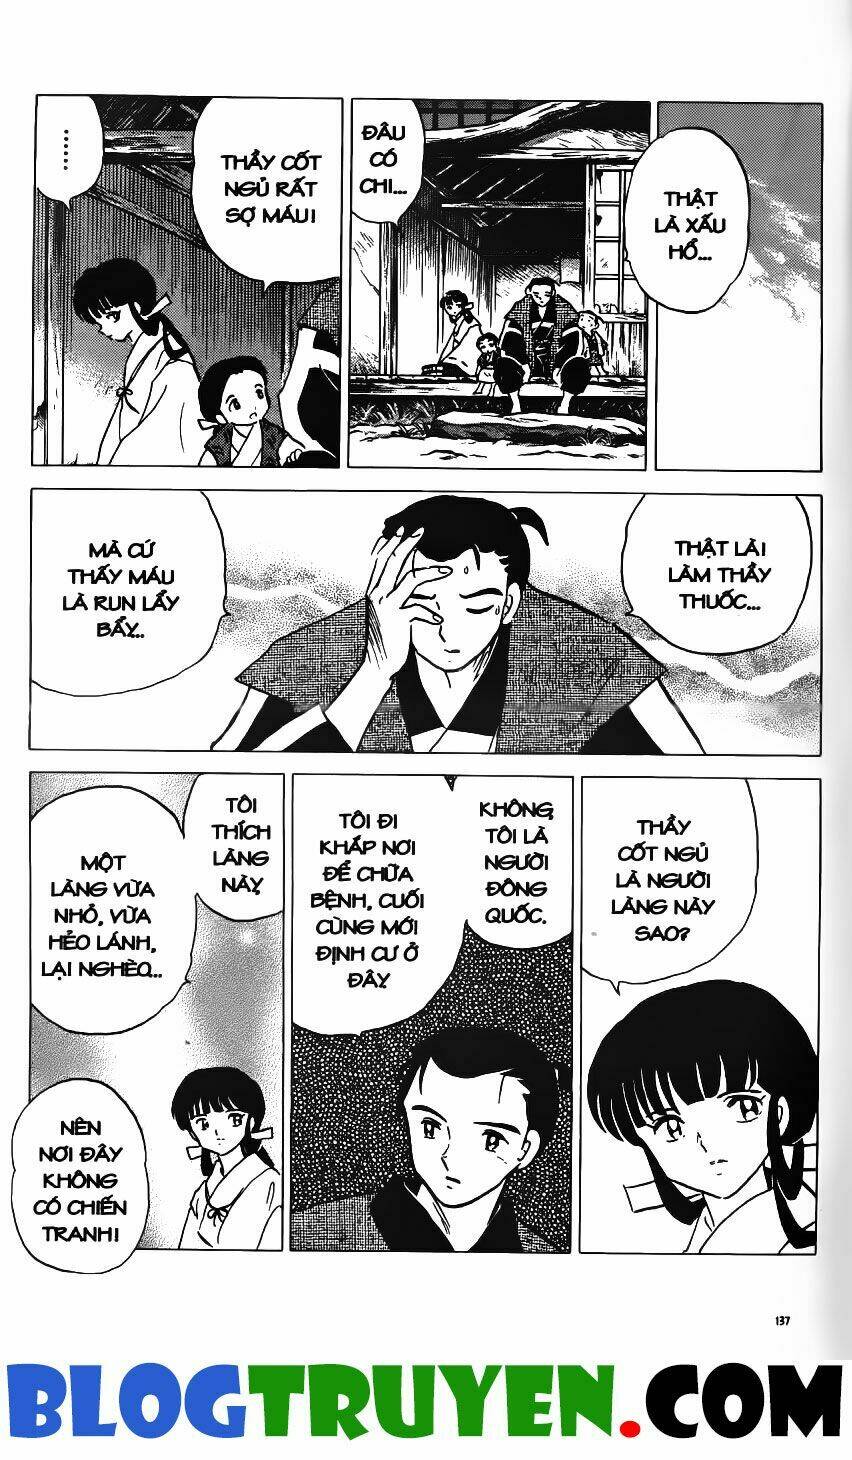 THẬT
LÀ XẤU
HỔ...
ĐÂU
CÓ
CHI...
THẦY CỐT
NGỦ RẤT
SỢ MÁU!
......
THẬT LÀ!
LÀM THẦY
THUỐC...
MÀ CỨ
THẤY MÁU
LÀ RUN LẨY
BẨY...
THẦY
CỐT NGỦ
LÀ NGƯỜI
LÀNG NÀY
SAO?
KHÔNG,
TÔI LÀ
NGƯỜI
ĐÔNG
QUỐC.
TÔI ĐI
KHẮP NƠI
ĐỂ CHỮA
BỆNH, CUỐI
CÙNG MỚI
ĐỊNH CƯ Ở
ĐÂY.
TÔI
THÍCH
LÀNG
NÀY.
MỘT
LÀNG VỪA
NHỎ, VỪA
HẺO LÁNH,
LẠI NGHÈO...
NÊN
NƠI ĐÂY
KHÔNG
CÓ CHIẾN
TRANH!
137
BLOGTRUYEN.COM